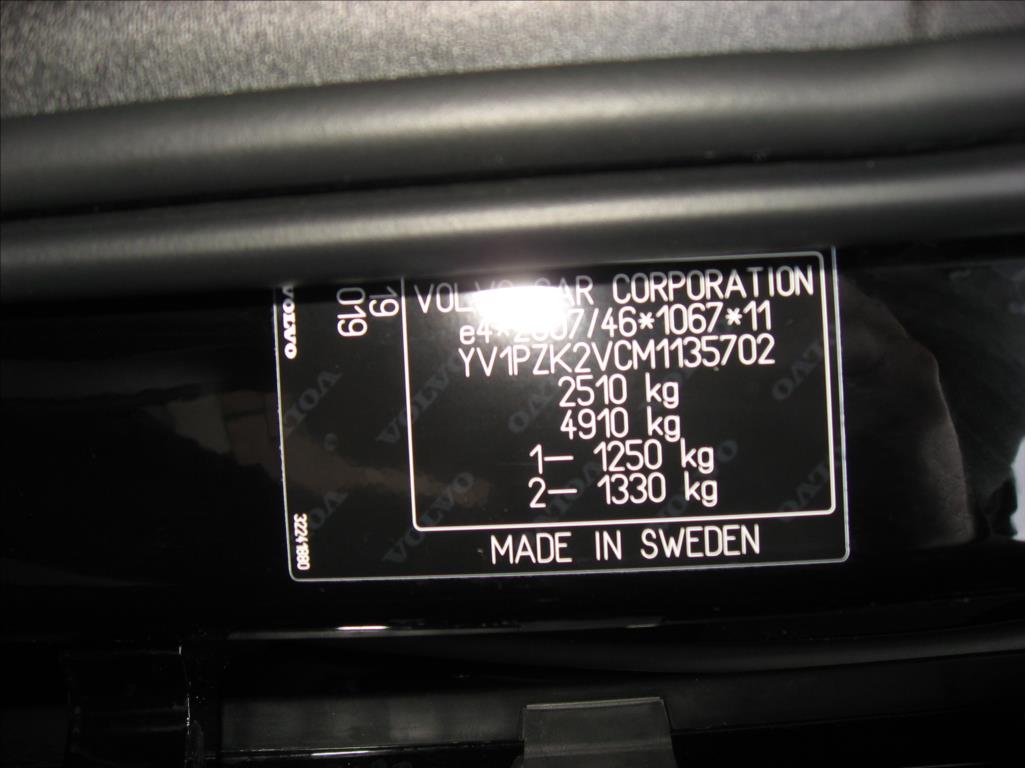 VOLVO CAR CORPORATION
e4*2007/46*1067*11
YV1PZK2VCM1135702
2510 kg
4910 kg
1— 1250 kg
2— 1330 kg
MADE IN SWEDEN
VOLVO
19
019